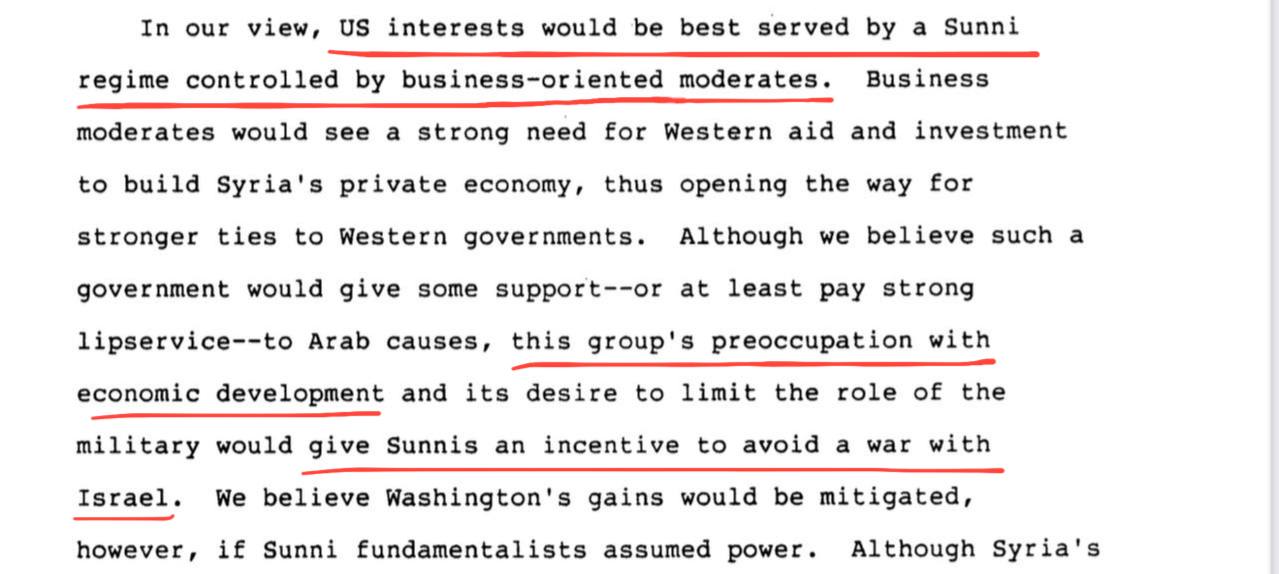 In our view, US interests would be best served by a Sunni
regime controlled by business-oriented moderates. Business
moderates would see a strong need for Western aid and investment
to build Syria's private economy, thus opening the way for
stronger ties to Western governments. Although we believe such a
government would give some support--or at least pay strong
lipservice--to Arab causes, this group's preoccupation with
economic development and its desire to limit the role of the
military would give Sunnis an incentive to avoid a war with
Israel. We believe Washington's gains would be mitigated,
however, if Sunni fundamentalists assumed power. Although Syria's